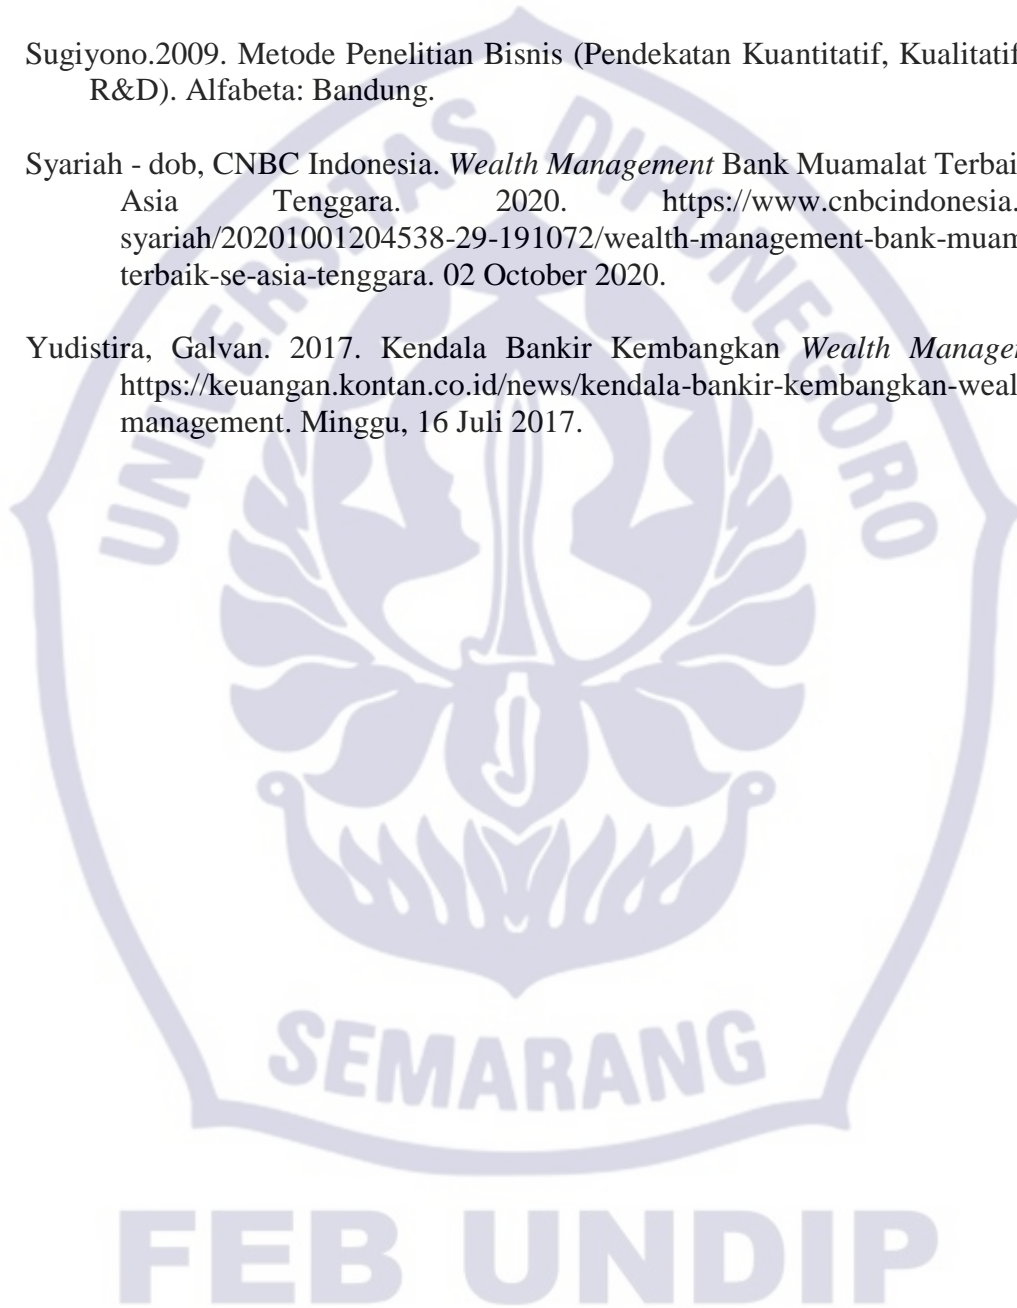 Sugiyono.2009. Metode Penelitian Bisnis (Pendekatan Kuantitatif, Kualitatif
R&D). Alfabeta: Bandung.
Syariah - dob, CNBC Indonesia. Wealth Management Bank Muamalat Terbai
Asia Tenggara. 2020. https://www.cnbcindonesia.
syariah/20201001204538-29-191072/wealth-management-bank-muam
terbaik-se-asia-tenggara. 02 October 2020.
Yudistira, Galvan. 2017. Kendala Bankir Kembangkan Wealth Manage
https://keuangan.kontan.co.id/news/kendala-bankir-kembangkan-weal
management. Minggu, 16 Juli 2017.
UNIVERSITAS DIPONEGORO
SEMARANG
FEB UNDIP